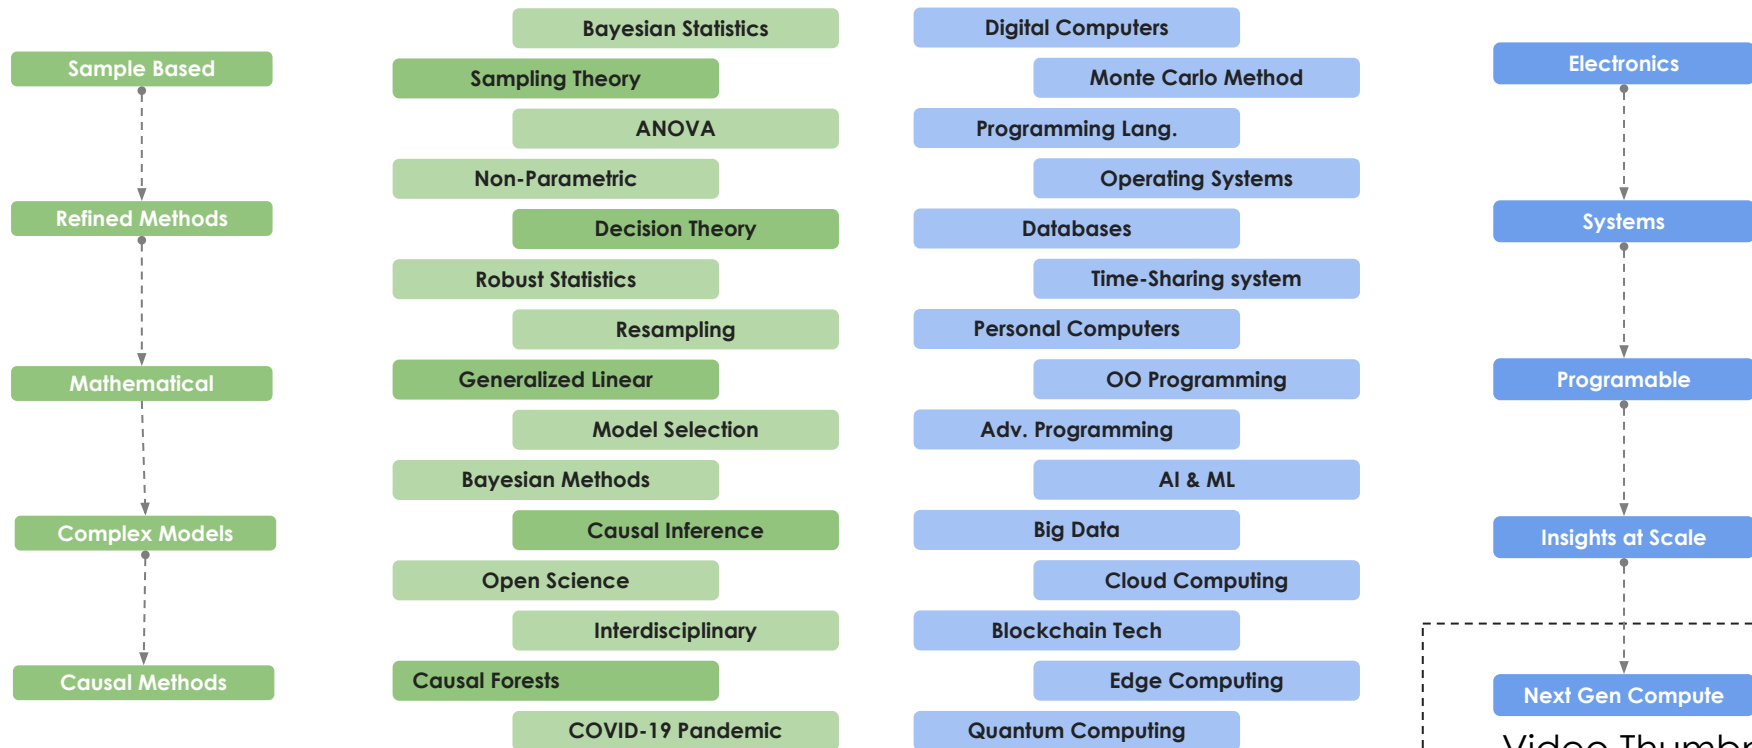 Sample Based
Refined Methods
Mathematical
Complex Models
Causal Methods
Bayesian Statistics
Sampling Theory
ANOVA
Non-Parametric
Decision Theory
Robust Statistics
Resampling
Generalized Linear
Model Selection
Bayesian Methods
Causal Inference
Open Science
Interdisciplinary
Causal Forests
COVID-19 Pandemic
Digital Computers
Monte Carlo Method
Programming Lang.
Operating Systems
Databases
Time-Sharing system
Personal Computers
OO Programming
Adv. Programming
AI & ML
Big Data
Cloud Computing
Blockchain Tech
Edge Computing
Quantum Computing
Electronics
Systems
Programable
Insights at Scale
Next Gen Compute
Video